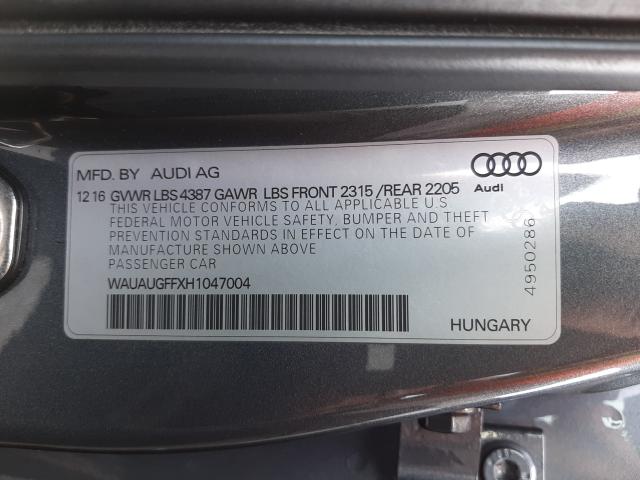 MFD. BY AUDI AG
12 16 GVWR LBS 4387 GAWR LBS FRONT 2315 /REAR 2205
THIS VEHICLE CONFORMS TO ALL APPLICABLE U.S
FEDERAL MOTOR VEHICLE SAFETY, BUMPER AND THEFT
PREVENTION STANDARDS IN EFFECT ON THE DATE OF
MANUFACTURE SHOWN ABOVE
PASSENGER CAR
WAUAUGFFXH1047004
Audi
4950286
HUNGARY